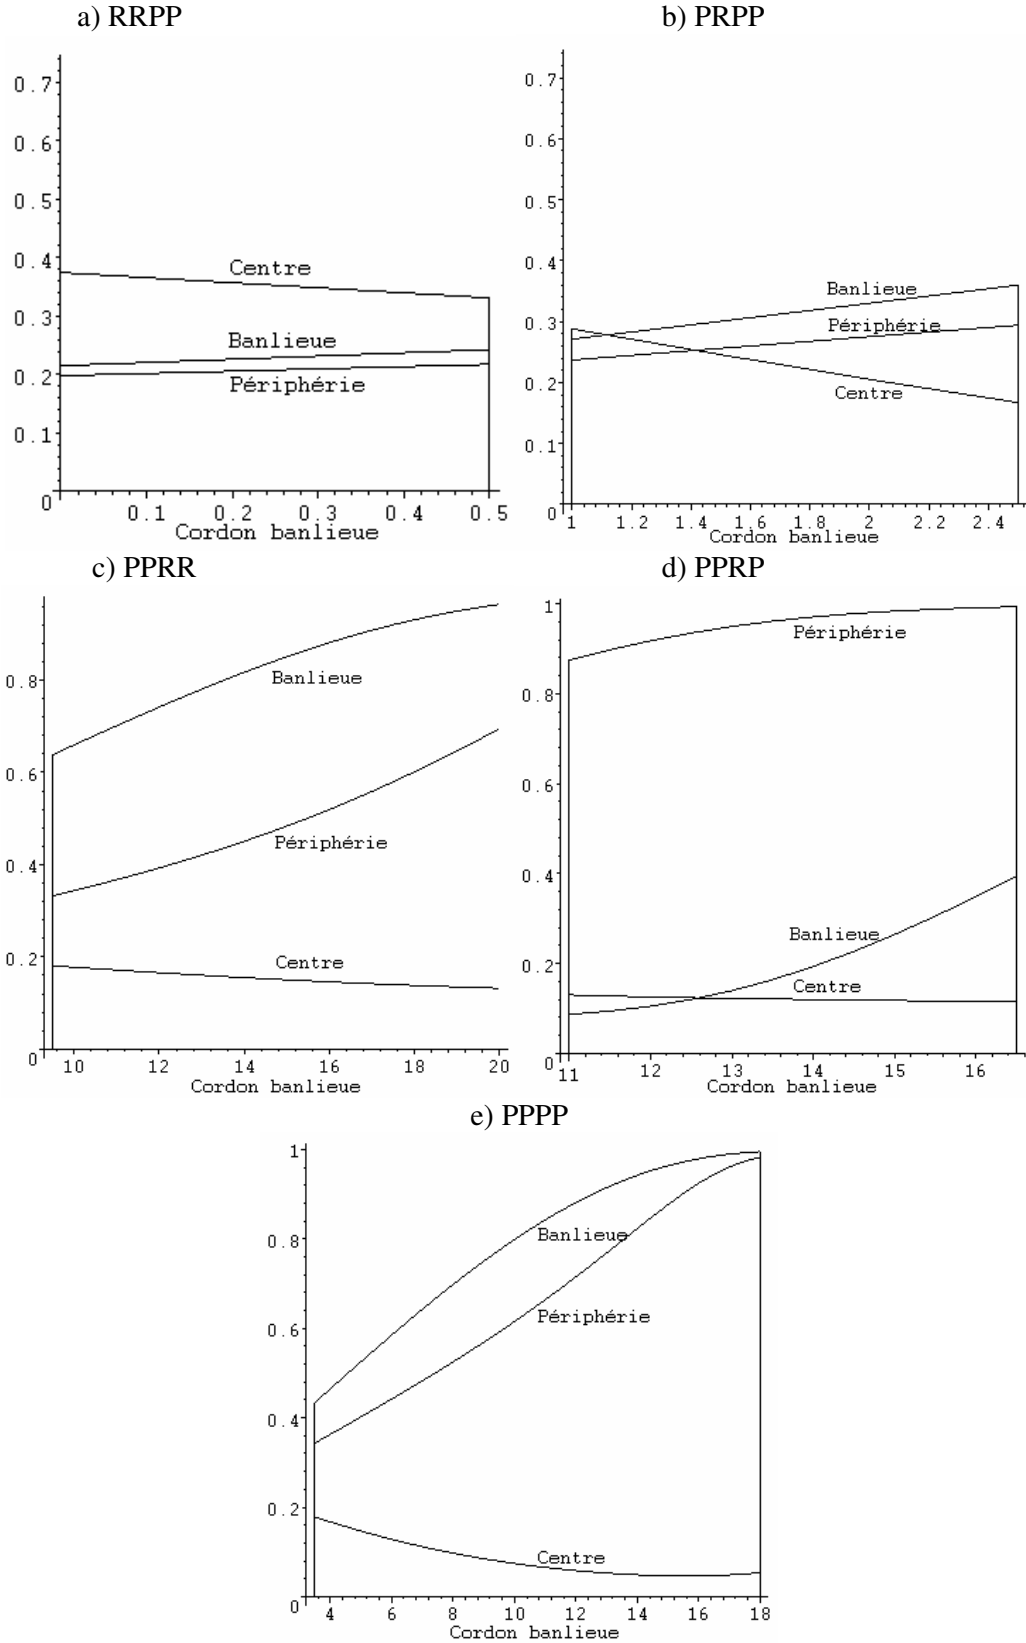 a) RRPP
b) PRPP
0.7
0.6
0.5
0.4
0.3
0.2
0.1
0
Centre
Banlieue
Périphérie
0.1 0.2 0.3 0.4 0.5
Cordon banlieue
0.7
0.6
0.5
0.4
0.3
0.2
0.1
0
Banlieue
Périphérie
Centre
1 1.2 1.4 1.6 1.8 2 2.2 2.4
Cordon banlieue
c) PPRR
d) PPRP
0.8
0.6
0.4
0.2
0
Banlieue
Périphérie
Centre
10 12 14 16 18 20
Cordon banlieue
1
0.8
0.6
0.4
0.2
0
Périphérie
Banlieue
Centre
11 12 13 14 15 16
Cordon banlieue
e) PPPP
1
0.8
0.6
0.4
0.2
0
Banlieue
Périphérie
Centre
4 6 8 10 12 14 16 18
Cordon banlieue